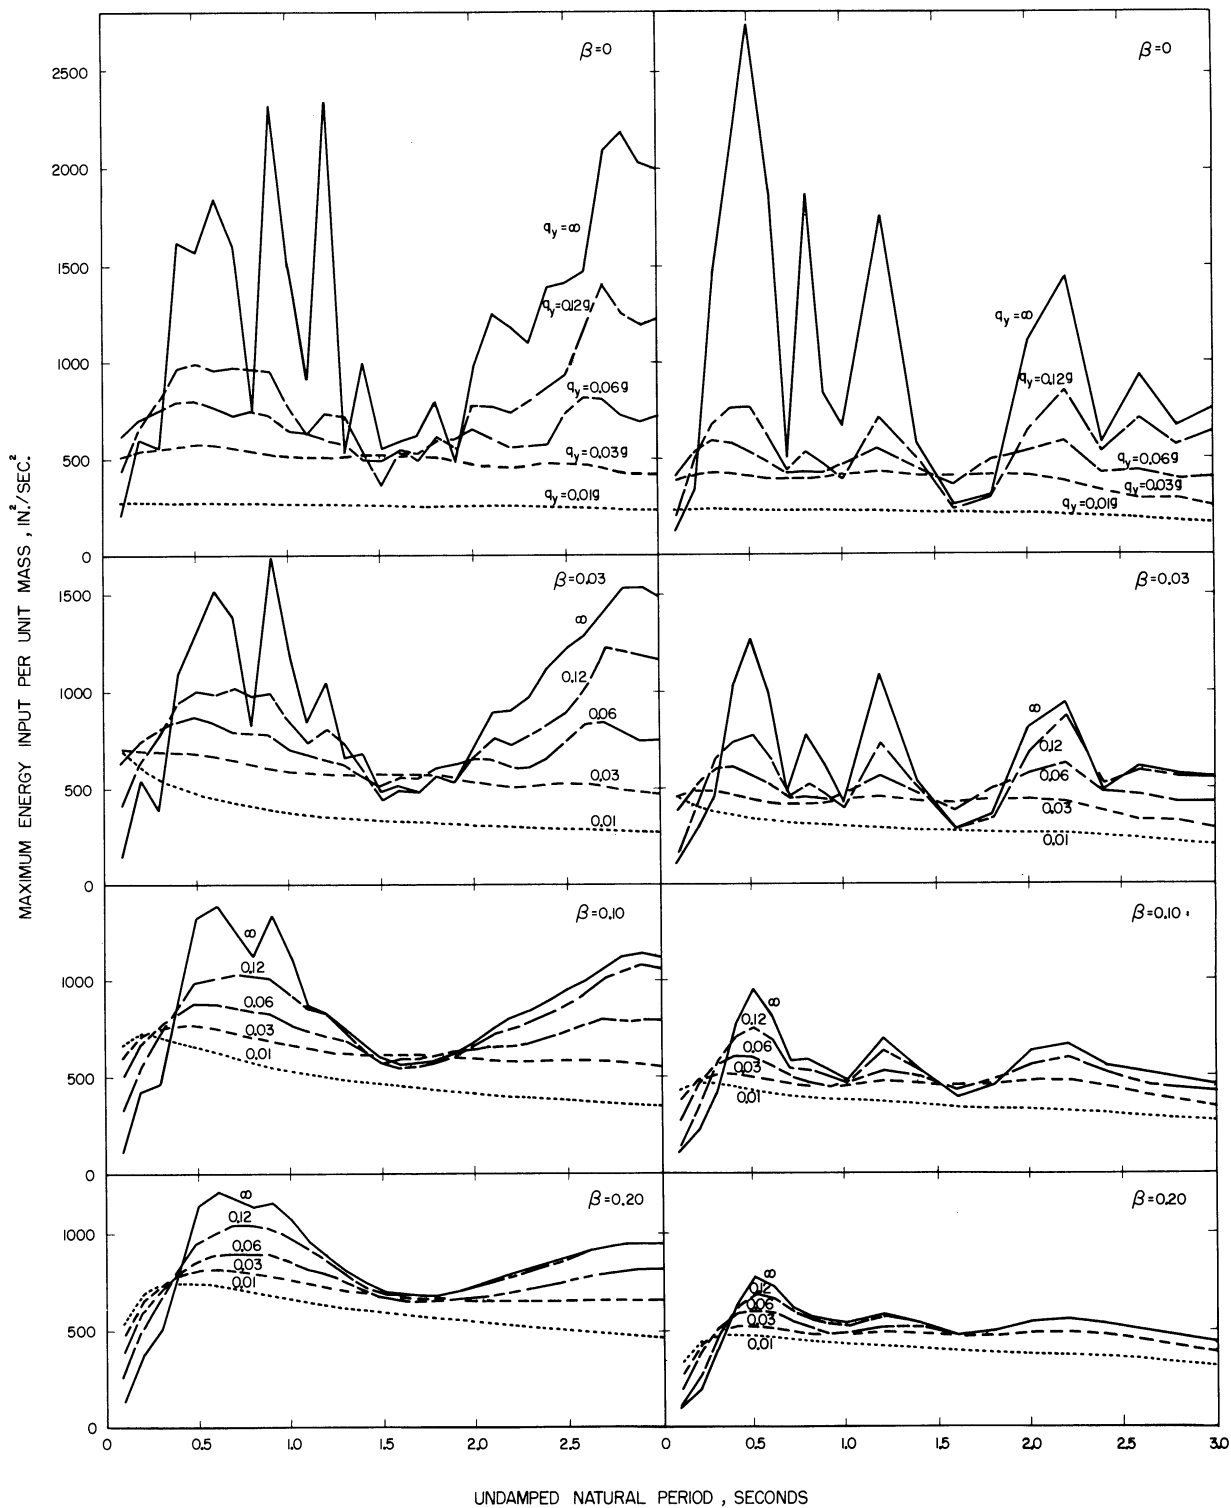 MAXIMUM ENERGY INPUT PER UNIT MASS, IN.²/SEC.²
β=0
2500
2000
1500
1000
500
0
qy=∞
qy=0.12g
qy=0.06g
qy=0.03g
qy=0.01g
β=0
qy=∞
qy=0.12g
qy=0.06g
qy=0.03g
qy=0.01g
β=0.03
1500
1000
500
0
∞
0.12
0.06
0.03
0.01
β=0.03
∞
0.12
0.06
0.03
0.01
β=0.10
1000
500
0
∞
0.12
0.06
0.03
0.01
β=0.10
∞
0.12
0.06
0.03
0.01
β=0.20
1000
500
0
∞
0.12
0.06
0.03
0.01
β=0.20
∞
0.12
0.06
0.03
0.01
0 0.5 1.0 1.5 2.0 2.5 0 0.5 1.0 1.5 2.0 2.5 3.0
UNDAMPED NATURAL PERIOD, SECONDS